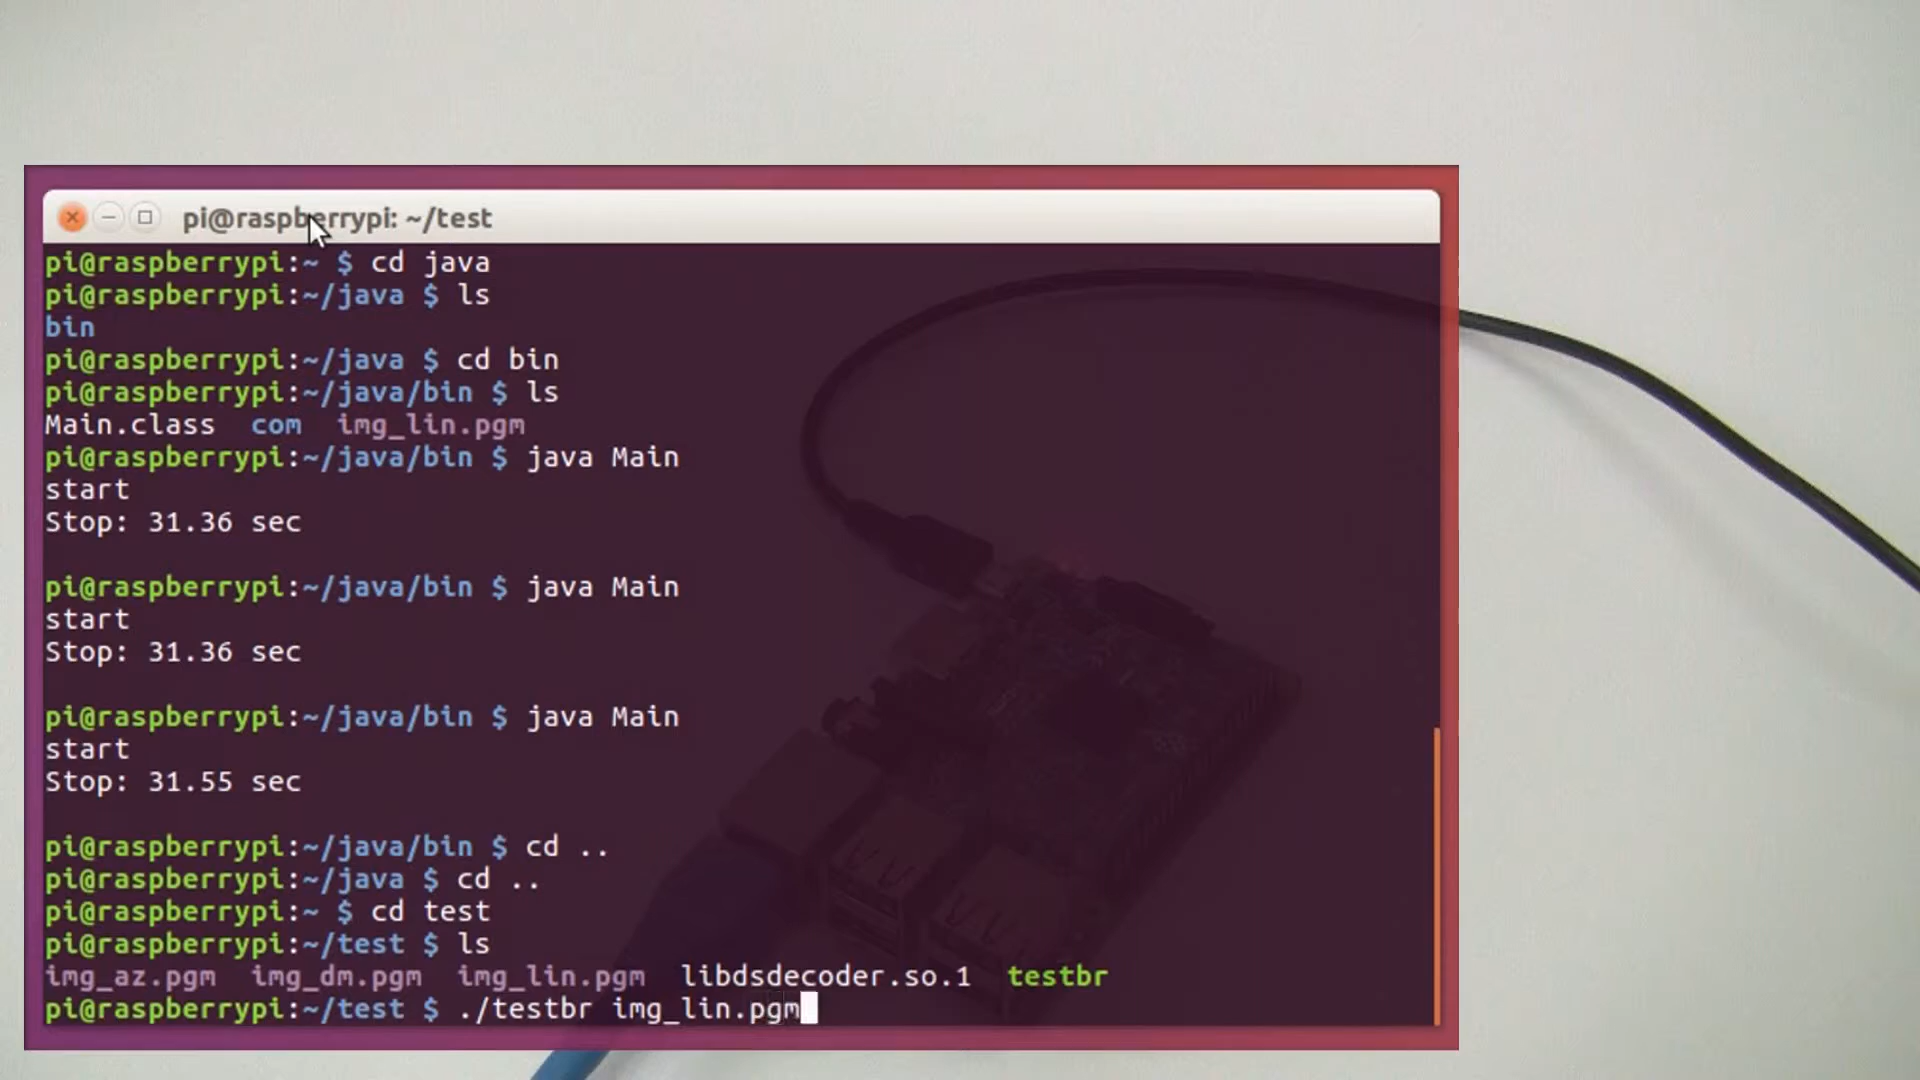 pi@raspberrypi: ~/test
pi@raspberrypi:~ $ cd java
pi@raspberrypi:~/java $ ls
bin
pi@raspberrypi:~/java $ cd bin
pi@raspberrypi:~/java/bin $ ls
Main.class  com  img_lin.pgm
pi@raspberrypi:~/java/bin $ java Main
start
Stop: 31.36 sec
pi@raspberrypi:~/java/bin $ java Main
start
Stop: 31.36 sec
pi@raspberrypi:~/java/bin $ java Main
start
Stop: 31.55 sec
pi@raspberrypi:~/java/bin $ cd ..
pi@raspberrypi:~/java $ cd ..
pi@raspberrypi:~ $ cd test
pi@raspberrypi:~/test $ ls
img_az.pgm  img_dm.pgm  img_lin.pgm  libdsdecoder.so.1  testbr
pi@raspberrypi:~/test $ ./testbr img_lin.pgm